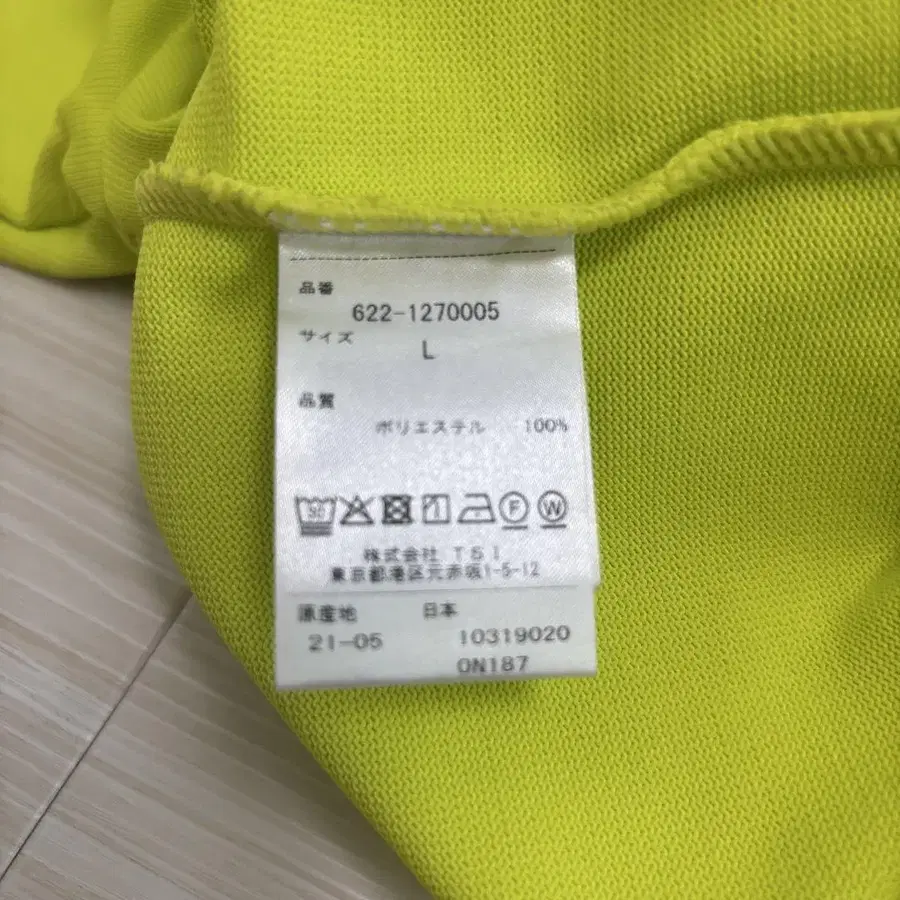 品番
622-1270005
サイズ
L
品質
ポリエステル 100%
F W
株式会社 TSI
東京都港区元赤坂1-5-12
原産地 日本
21-05 10319020
0N187